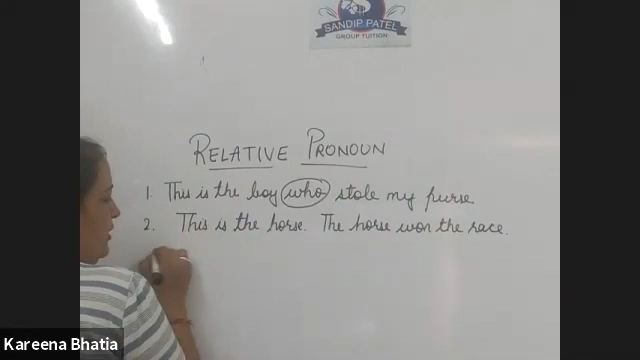 SANDIP PATEL
GROUP TUITION
RELATIVE PRONOUN
1. This is the boy who stole my purse
2. This is the horse. The horse won the race.
Kareena Bhatia